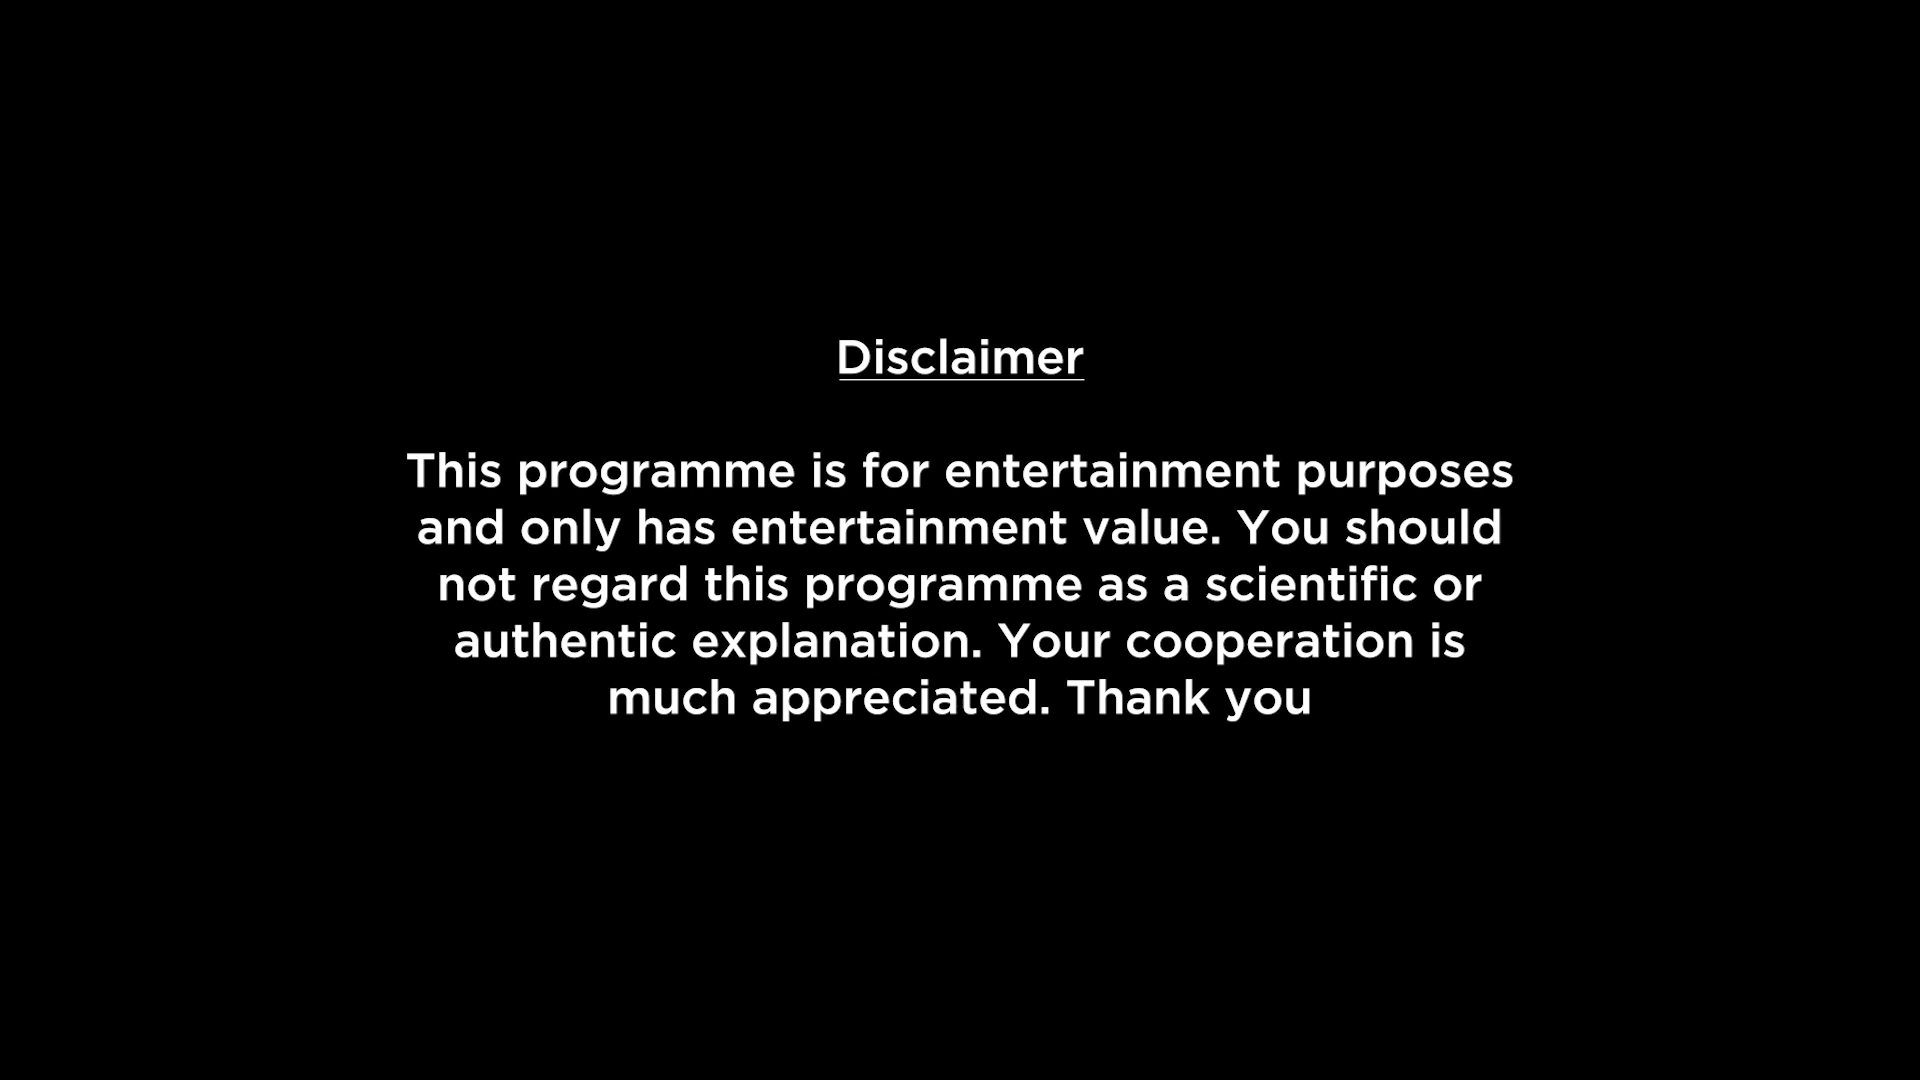 Disclaimer
This programme is for entertainment purposes
and only has entertainment value. You should
not regard this programme as a scientific or
authentic explanation. Your cooperation is
much appreciated. Thank you